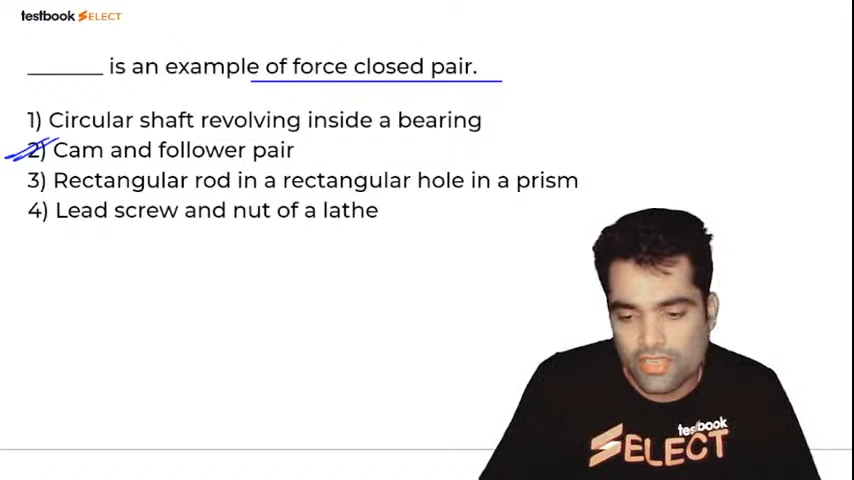 testbook SELECT
_______ is an example of force closed pair.
1) Circular shaft revolving inside a bearing
2) Cam and follower pair
3) Rectangular rod in a rectangular hole in a prism
4) Lead screw and nut of a lathe
testbook
SELECT